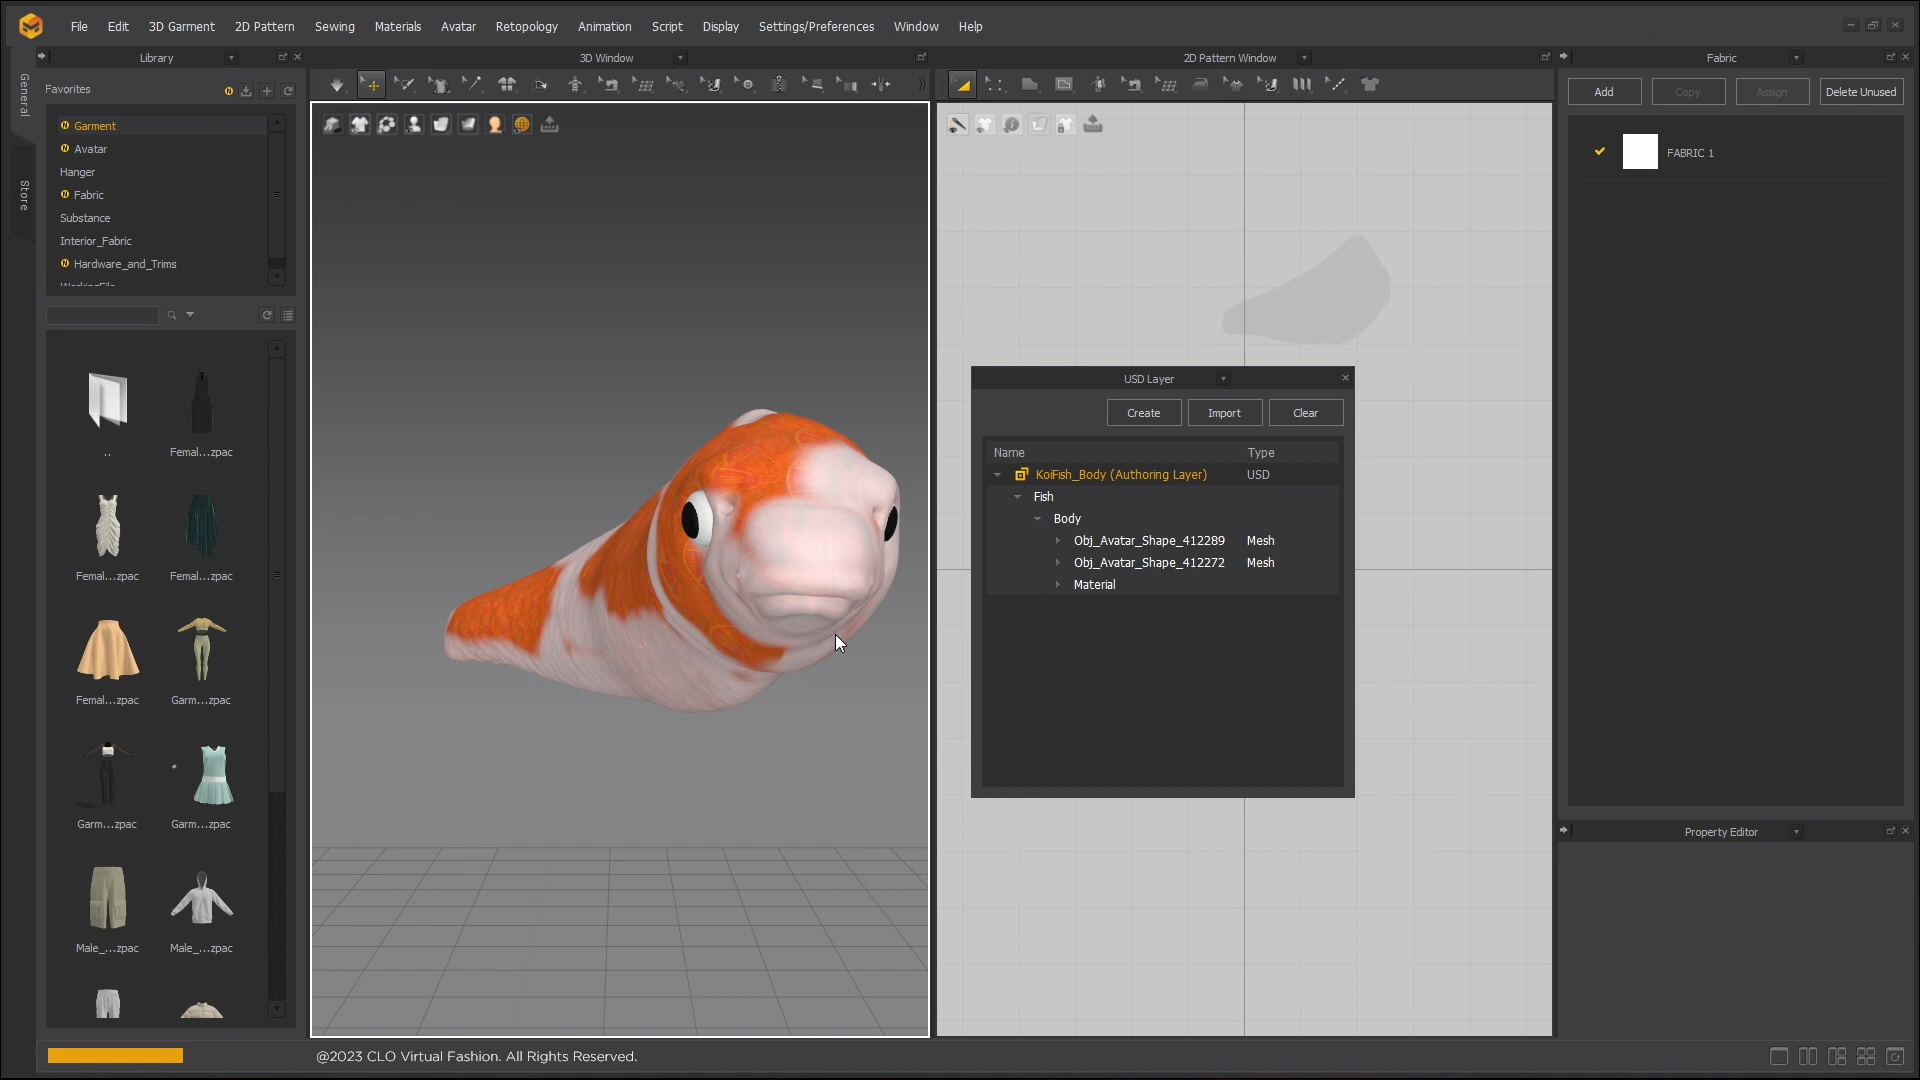 File Edit 3D Garment 2D Pattern Sewing Materials Avatar Retopology Animation Script Display Settings/Preferences Window Help
Library
3D Window
2D Pattern Window
Fabric
General
Store
Favorites
Garment
Avatar
Hanger
Fabric
Substance
Interior_Fabric
Hardware_and_Trims
..
Femal...zpac
Femal...zpac
Femal...zpac
Femal...zpac
Garm...zpac
Garm...zpac
Garm...zpac
Male_...zpac
Male_...zpac
USD Layer
Create Import Clear
Name Type
KoiFish_Body (Authoring Layer) USD
Fish
Body
Obj_Avatar_Shape_412289 Mesh
Obj_Avatar_Shape_412272 Mesh
Material
Add Copy Assign Delete Unused
FABRIC 1
Property Editor
@2023 CLO Virtual Fashion. All Rights Reserved.